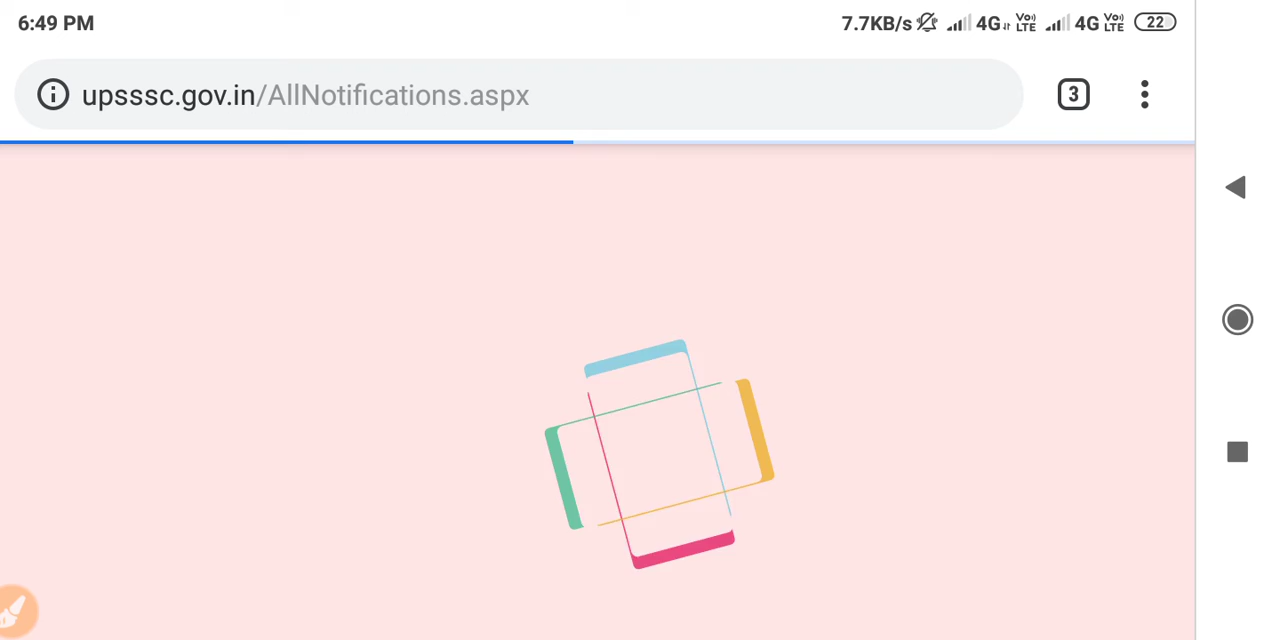 6:49 PM
7.7KB/s 4G Vo) LTE 4G Vo) LTE 22
upsssc.gov.in/AllNotifications.aspx
3